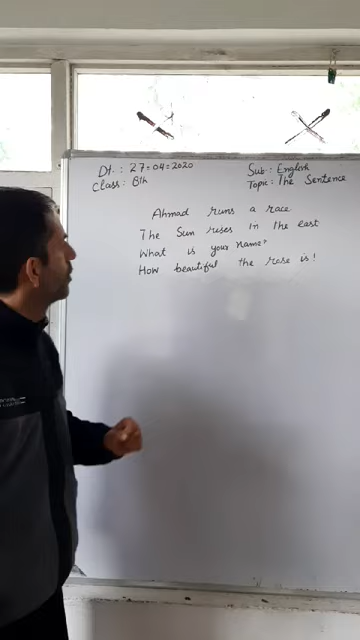 Dt.: 27-04-2020
Sub-: English
Class: 8th
Topic: The Sentence
Ahmad runs a race
The Sun rises in the east
What is your name?
How beautiful the rose is!